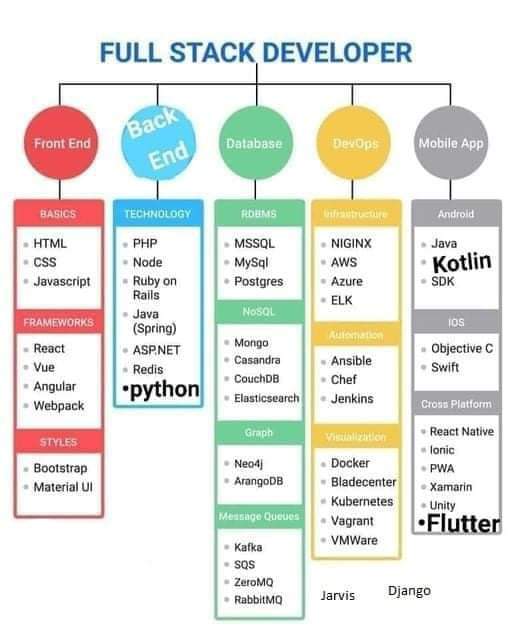 FULL STACK DEVELOPER
Front End
Back
End
Database
DevOps
Mobile App
BASICS
HTML
CSS
Javascript
FRAMEWORKS
React
Vue
Angular
Webpack
STYLES
Bootstrap
Material UI
TECHNOLOGY
PHP
Node
Ruby on
Rails
Java
(Spring)
ASP.NET
Redis
•python
RDBMS
MSSQL
MySql
Postgres
NoSQL
Mongo
Casandra
CouchDB
Elasticsearch
Graph
Neo4j
ArangoDB
Message Queues
Kafka
SQS
ZeroMQ
RabbitMQ
Infrastructure
NIGINX
AWS
Azure
ELK
Automation
Ansible
Chef
Jenkins
Visualization
Docker
Bladecenter
Kubernetes
Vagrant
VMWare
Android
Java
Kotlin
SDK
IOS
Objective C
Swift
Cross Platform
React Native
Ionic
PWA
Xamarin
Unity
•Flutter
Jarvis
Django